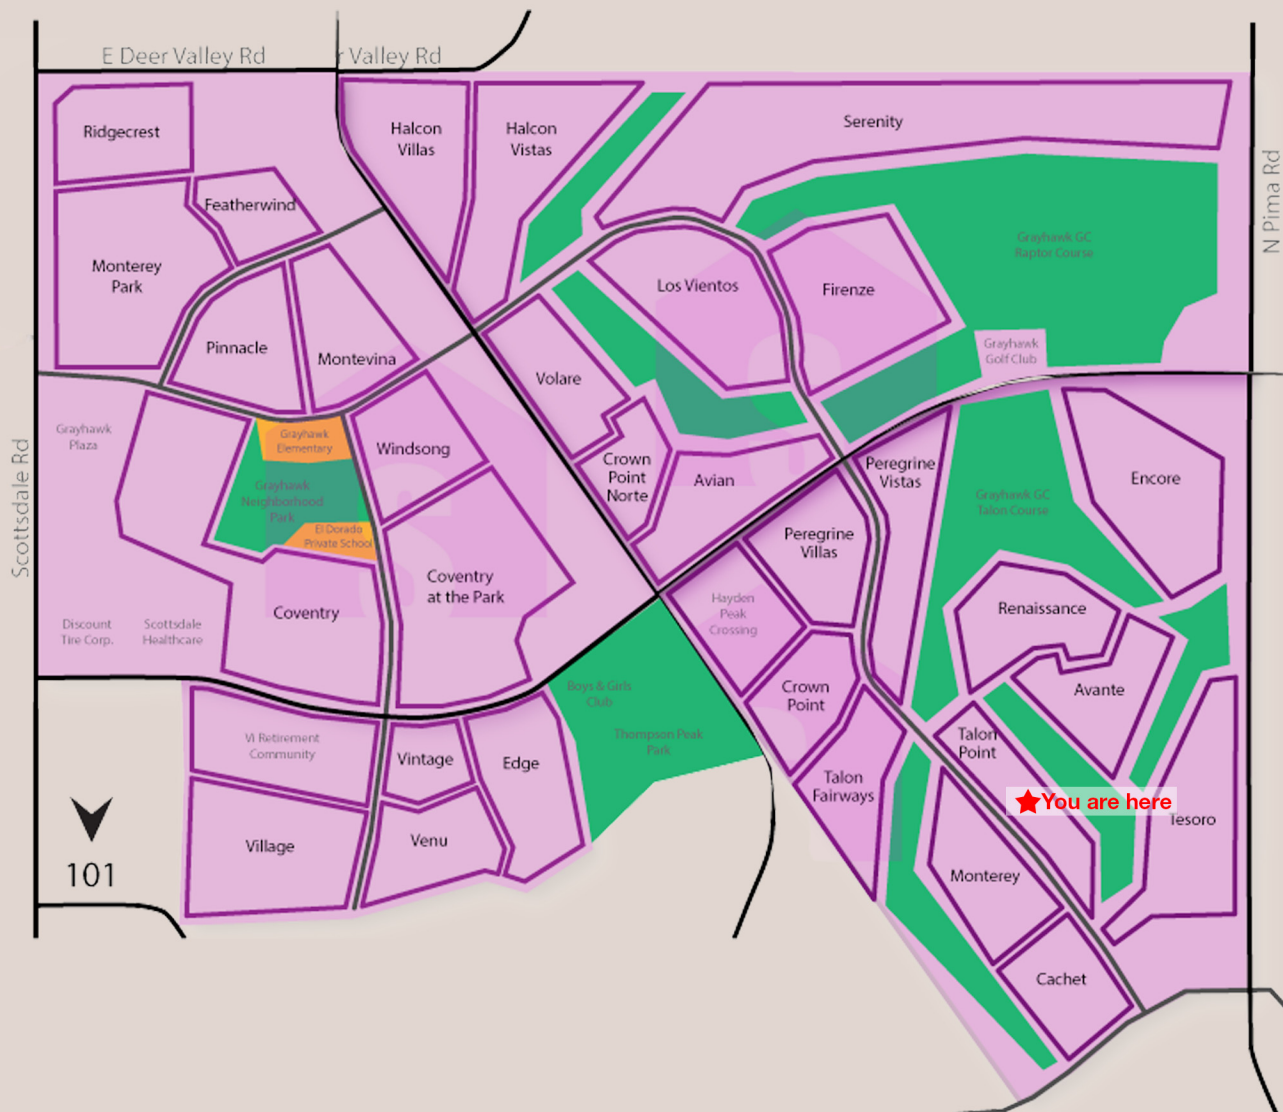 E Deer Valley Rd
r Valley Rd
N Pima Rd
Scottsdale Rd
Ridgecrest
Halcon
Villas
Halcon
Vistas
Serenity
Featherwind
Monterey
Park
Los Vientos
Firenze
Grayhawk GC
Raptor Course
Grayhawk
Golf Club
Pinnacle
Montevina
Volare
Grayhawk
Plaza
Grayhawk
Elementary
Windsong
Grayhawk
Neighborhood
Park
El Dorado
Private School
Crown
Point
Norte
Avian
Peregrine
Vistas
Grayhawk GC
Talon Course
Encore
Peregrine
Villas
Coventry
at the Park
Coventry
Hayden
Peak
Crossing
Renaissance
Discount
Tire Corp.
Scottsdale
Healthcare
Boys & Girls
Club
Thompson Peak
Park
Crown
Point
Avante
Talon
Point
VI Retirement
Community
Vintage
Edge
Talon
Fairways
You are here
Tesoro
Village
Venu
Monterey
101
Cachet